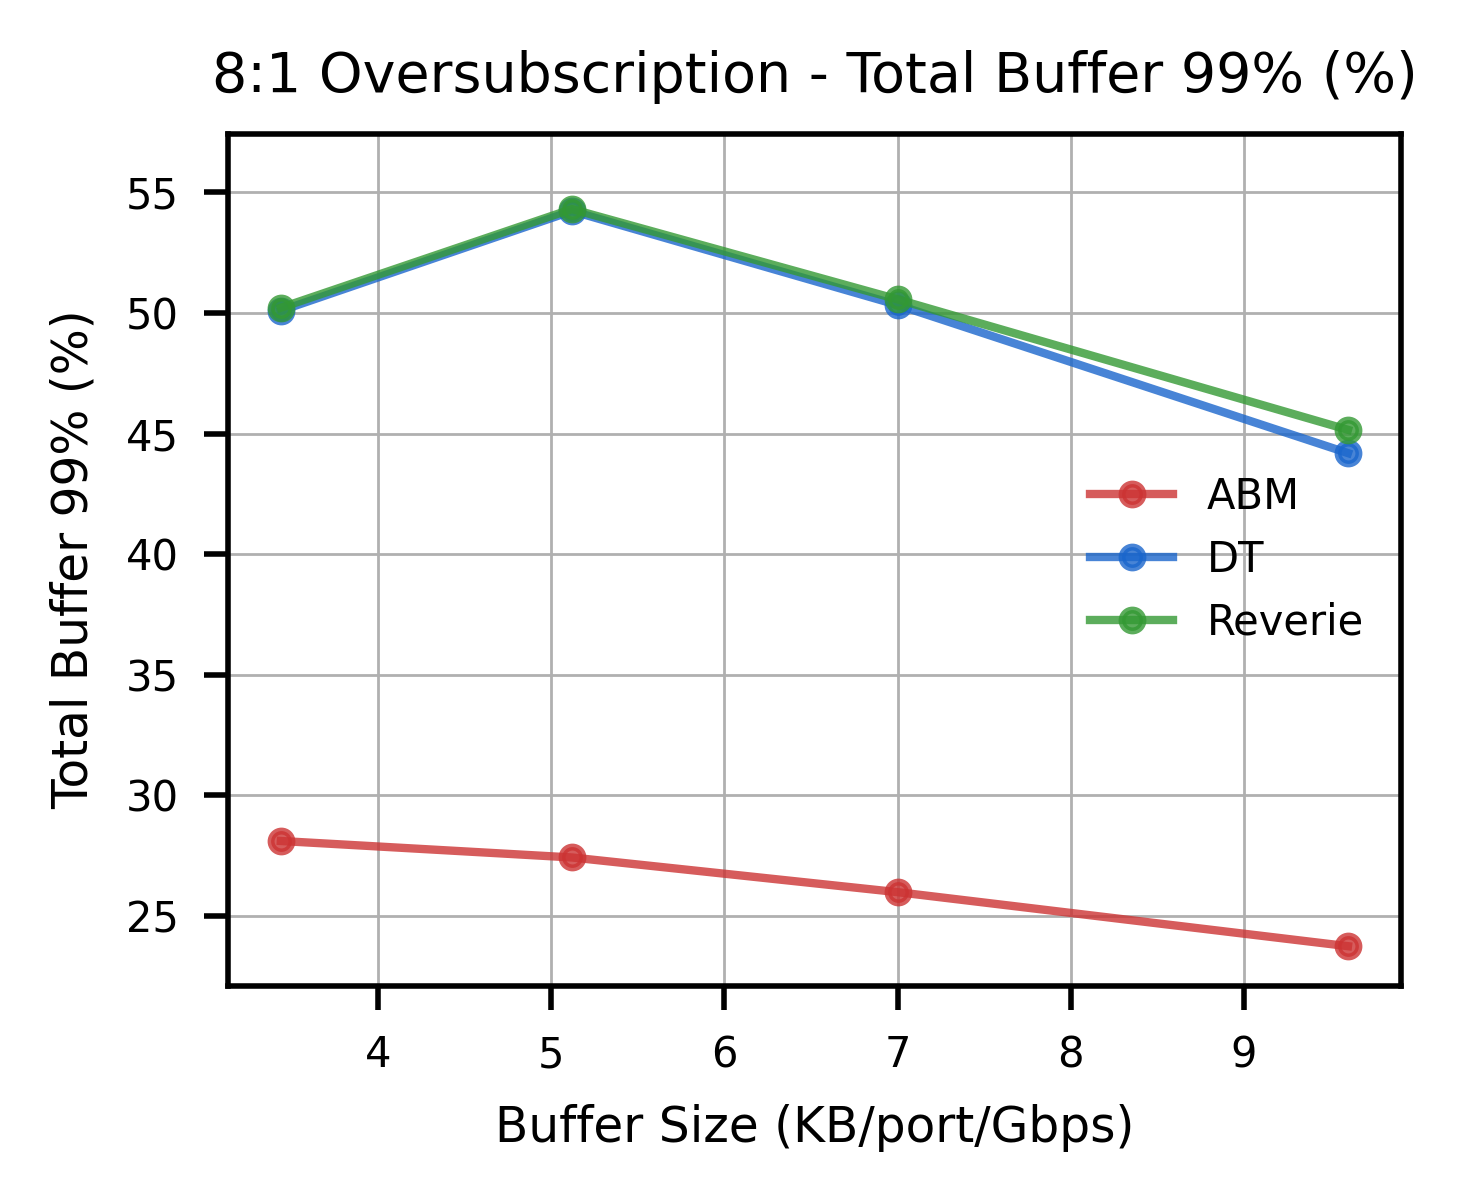 8:1 Oversubscription - Total Buffer 99% (%)
Total Buffer 99% (%)
55
50
45
40
35
30
25
ABM
DT
Reverie
4 5 6 7 8 9
Buffer Size (KB/port/Gbps)